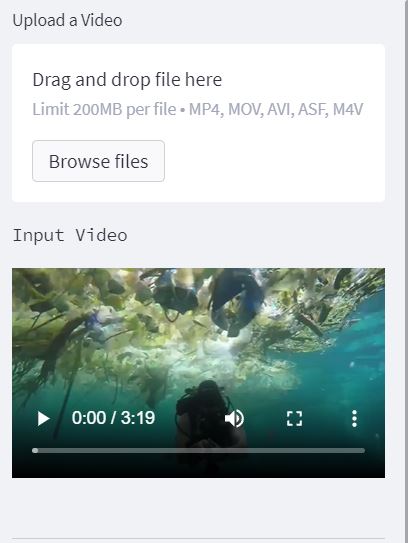 Upload a Video
Drag and drop file here
Limit 200MB per file • MP4, MOV, AVI, ASF, M4V
Browse files
Input Video
0:00 / 3:19